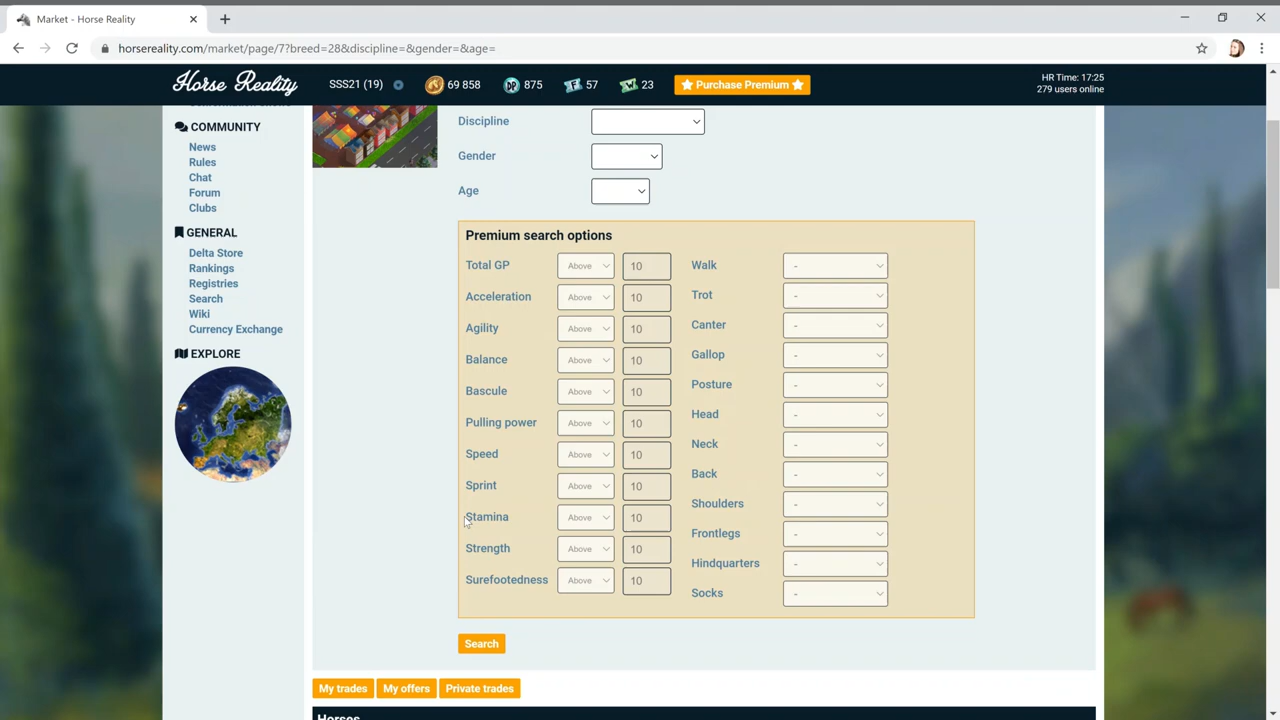 Market - Horse Reality
horsereality.com/market/page/7?breed=28&discipline=&gender=&age=
Horse Reality
SSS21 (19)
69 858
DP
875
57
23
Purchase Premium
HR Time: 17:25
279 users online
Conformation Shows
COMMUNITY
News
Rules
Chat
Forum
Clubs
GENERAL
Delta Store
Rankings
Registries
Search
Wiki
Currency Exchange
EXPLORE
Discipline
Gender
Age
Premium search options
Total GP Above 10 Walk -
Acceleration Above 10 Trot -
Agility Above 10 Canter -
Balance Above 10 Gallop -
Bascule Above 10 Posture -
Pulling power Above 10 Head -
Speed Above 10 Neck -
Sprint Above 10 Back -
Stamina Above 10 Shoulders -
Strength Above 10 Frontlegs -
Surefootedness Above 10 Hindquarters -
Socks -
Search
My trades
My offers
Private trades
Horses